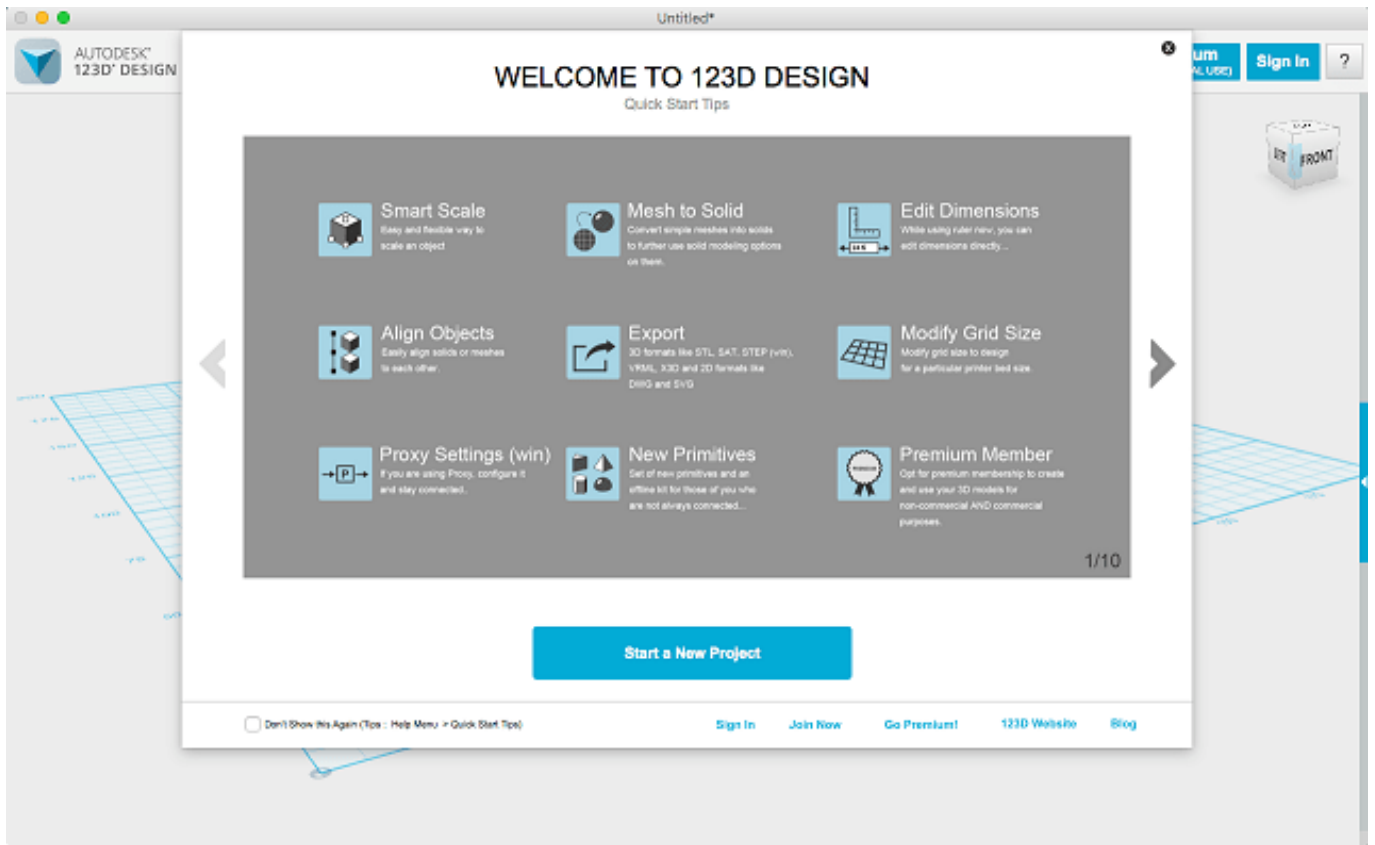 Untitled*
AUTODESK®
123D® DESIGN
um
AL USE)
Sign In
?
WELCOME TO 123D DESIGN
Quick Start Tips
FRONT
Smart Scale
Easy and flexible way to
scale an object
Mesh to Solid
Convert simple meshes into solids
to further use solid modeling options
on them.
Edit Dimensions
While using ruler now, you can
edit dimensions directly...
Align Objects
Easily align solids or meshes
to each other.
Export
3D formats like STL, SAT, STEP (win),
VRML, X3D and 2D formats like
DWG and SVG
Modify Grid Size
Modify grid size to design
for a particular printer bed size.
Proxy Settings (win)
If you are using Proxy, configure it
and stay connected..
P
New Primitives
Set of new primitives and an
offline kit for those of you who
are not always connected...
Premium Member
Opt for premium membership to create
and use your 3D models for
non-commercial AND commercial
purposes.
1/10
Start a New Project
Don't Show this Again (Tips : Help Menu > Quick Start Tips)
Sign In
Join Now
Go Premium!
123D Website
Blog
75